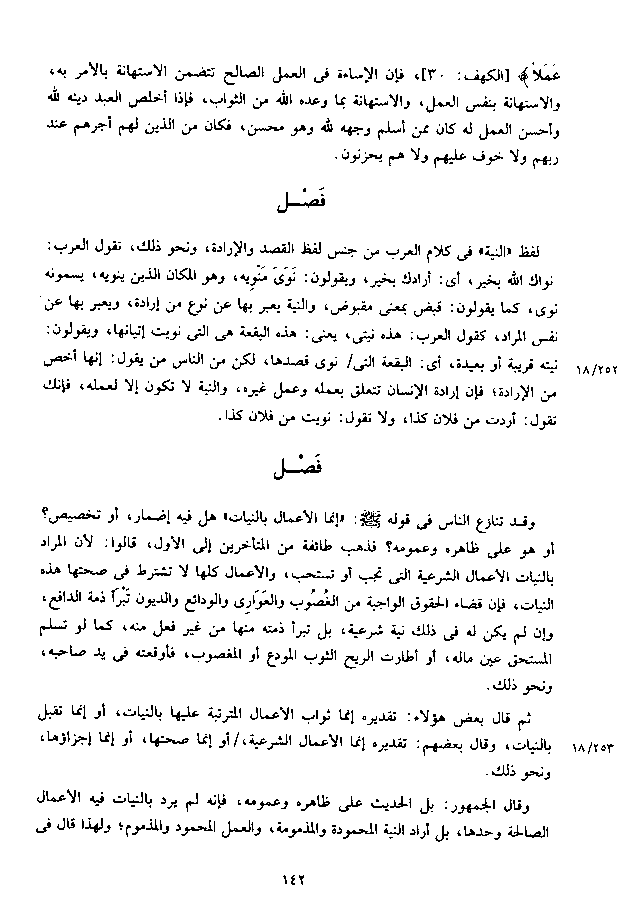 عَمَلاً﴾ [الكهف: ٣٠]، فإن الإساءة فى العمل الصالح تتضمن الاستهانة بالأمر به،
والاستهانة بنفس العمل، والاستهانة بما وعده الله من الثواب، فإذا أخلص العبد دينه لله
وأحسن العمل له كان ممن أسلم وجهه لله وهو محسن، فكان من الذين لهم أجرهم عند
ربهم ولا خوف عليهم ولا هم يحزنون.
فَصْــل
لفظ «النية» فى كلام العرب من جنس لفظ القصد والإرادة، ونحو ذلك، تقول العرب:
نواك الله بخير، أى: أرادك بخير، ويقولون: نَوَىَ مَنْوِيه، وهو المكان الذين ينويه، يسمونه
نوى، كما يقولون: قبض بمعنى مقبوض، والنية يعبر بها عن نوع من إرادة، ويعبر بها عن
نفس المراد، كقول العرب: هذه نيتى، يعنى: هذه البقعة هى التى نويت إتيانها، ويقولون:
نيته قريبة أو بعيدة، أى: البقعة التى/ نوى قصدها، لكن من الناس من يقول: إنها أخص
١٨/٢٥٢
من الإرادة؛ فإن إرادة الإنسان تتعلق بعمله وعمل غيره، والنية لا تكون إلا لعمله، فإنك
تقول: أردت من فلان كذا، ولا تقول: نويت من فلان كذا.
فَصْــل
وقـد تنازع الناس فى قوله ﷺ: «إنما الأعمال بالنيات» هل فيه إضمار، أو تخصيص؟
أو هو على ظاهره وعمومه؟ فذهب طائفة من المتأخرين إلى الأول، قالوا: لأن المراد
بالنيات الأعمال الشرعية التى تجب أو تستحب، والأعمال كلها لا تشترط فى صحتها هذه
النيات، فإن قضاء الحقوق الواجبة من الغُصُوب والعَوَارِى والودائع والديون تَبْرَأ ذمة الدافع،
وإن لم يكن له فى ذلك نية شرعية، بل تبرأ ذمته منها من غير فعل منه، كما لو تسلم
المستحق عين ماله، أو أطارت الريح الثوب المودع أو المغصوب، فأوقعته فى يد صاحبه،
ونحو ذلك.
ثم قال بعض هؤلاء: تقديره إنما ثواب الأعمال المترتبة عليها بالنيات، أو إنما تقبل
بالنيات، وقال بعضهم: تقديره إنما الأعمال الشرعية،/ أو إنما صحتها، أو إنما إجزاؤها،
١٨/٢٥٣
ونحو ذلك.
وقال الجمهور: بل الحديث على ظاهره وعمومه، فإنه لم يرد بالنيات فيه الأعمال
الصالحة وحدها، بل أراد النية المحمودة والمذمومة، والعمل المحمود والمذموم؛ ولهذا قال فى
١٤٢